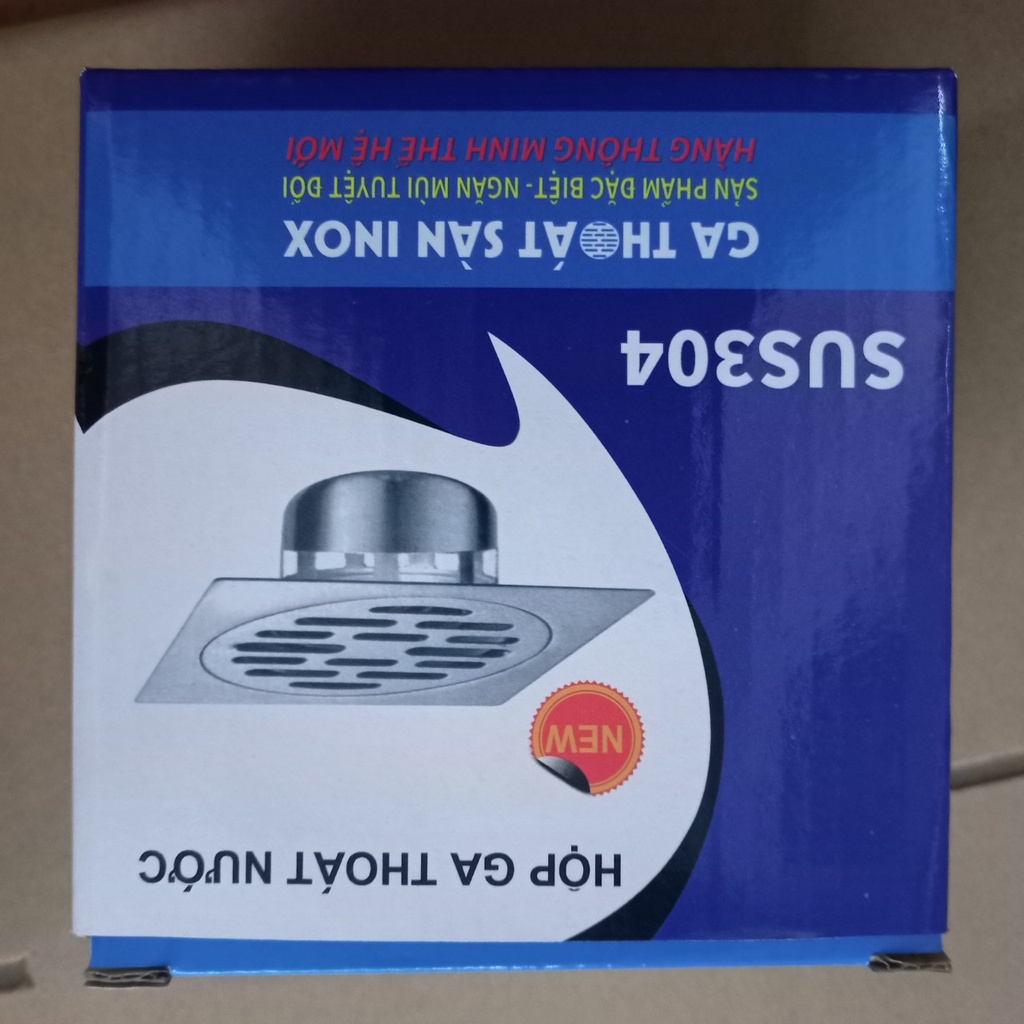 HỘP GA THOÁT NƯỚC
NEW
SUS304
GA THOÁT SÀN INOX
SẢN PHẨM ĐẶC BIỆT - NGĂN MÙI TUYỆT ĐỐI
HÀNG THÔNG MINH THẾ HỆ MỚI